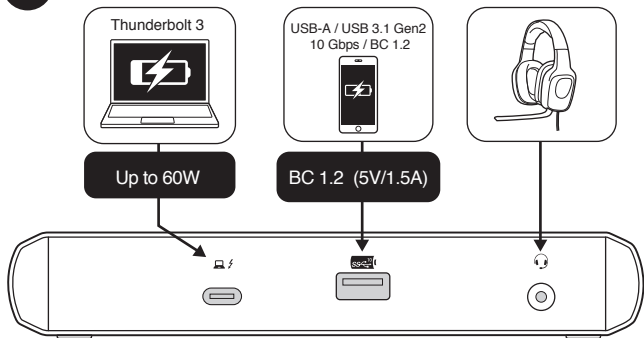 Thunderbolt 3
USB-A / USB 3.1 Gen2
10 Gbps / BC 1.2
Up to 60W
BC 1.2 (5V/1.5A)